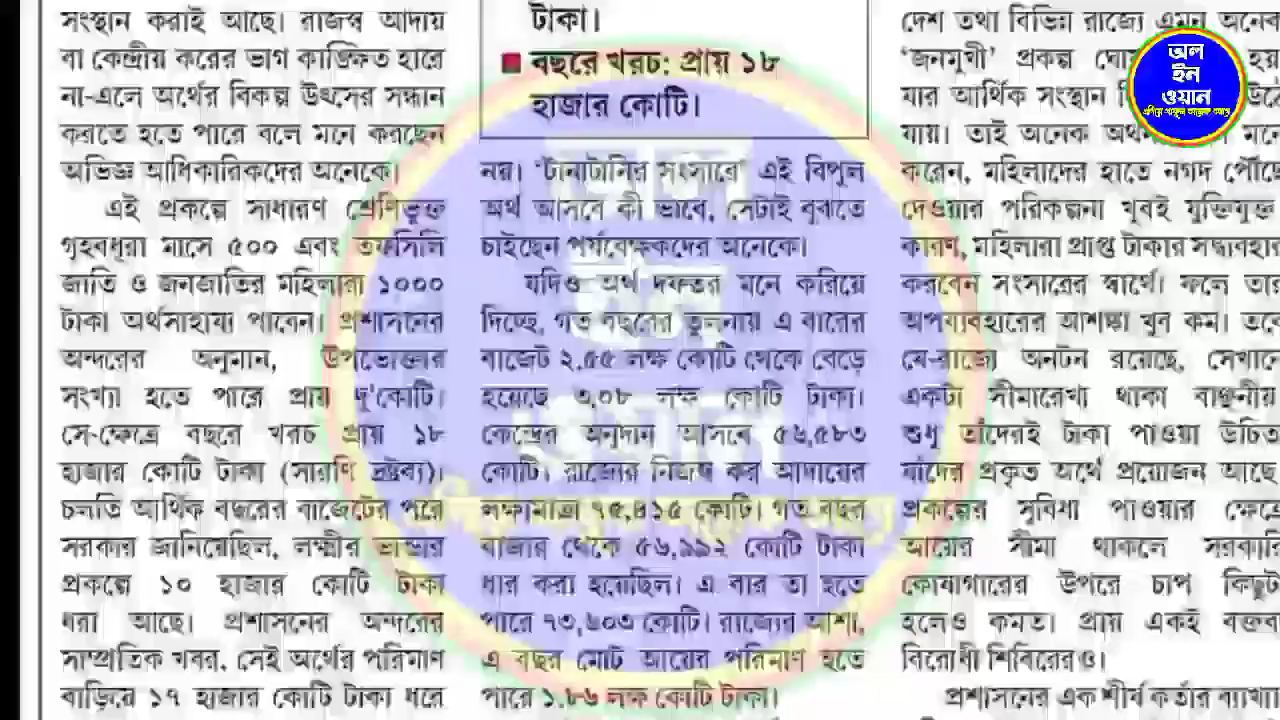 সংস্থান করাই আছে। রাজস্ব আদায়
বা কেন্দ্রীয় করের ভাগ কাঙ্ক্ষিত হারে
না-এলে অর্থের বিকল্প উৎসের সন্ধান
করতে হতে পারে বলে মনে করছেন
অভিজ্ঞ আধিকারিকদের অনেকে।
এই প্রকল্পে সাধারণ শ্রেণিভুক্ত
গৃহবধূরা মাসে ৫০০ এবং তফসিলি
জাতি ও জনজাতির মহিলারা ১০০০
টাকা অর্থসাহায্য পাবেন। প্রশাসনের
অন্দরের অনুমান, উপভোক্তার
সংখ্যা হতে পারে প্রায় দু'কোটি।
সে-ক্ষেত্রে বছরে খরচ প্রায় ১৮
হাজার কোটি টাকা (সারণি দ্রষ্টব্য)।
চলতি আর্থিক বছরের বাজেটের পরে
সরকার জানিয়েছিল, লক্ষ্মীর ভান্ডার
প্রকল্পে ১০ হাজার কোটি টাকা
ধরা আছে। প্রশাসনের অন্দরের
সাম্প্রতিক খবর, সেই অর্থের পরিমাণ
বাড়িয়ে ১৭ হাজার কোটি টাকা ধরে
টাকা।
বছরে খরচ: প্রায় ১৮
হাজার কোটি।
নয়। 'টানাটানির সংসারে' এই বিপুল
অর্থ আসবে কী ভাবে, সেটাই বুঝতে
চাইছেন পর্যবেক্ষকদের অনেকে।
যদিও অর্থ দফতর মনে করিয়ে
দিচ্ছে, গত বছরের তুলনায় এ বারের
বাজেট ২.৫৫ লক্ষ কোটি থেকে বেড়ে
হয়েছে ৩.০৮ লক্ষ কোটি টাকা।
কেন্দ্রের অনুদান আসবে ৫৬,৫৮৩
কোটি। রাজ্যের নিজস্ব কর আদায়ের
লক্ষ্যমাত্রা ৭৫,৪১৫ কোটি। গত বছর
বাজার থেকে ৫৬,৯৯২ কোটি টাকা
ধার করা হয়েছিল। এ বার তা হতে
পারে ৭৩,৬০৩ কোটি। রাজ্যের আশা,
এ বছর মোট আয়ের পরিমাণ হতে
পারে ১.৮৬ লক্ষ কোটি টাকা।
দেশ তথা বিভিন্ন রাজ্যে এমন অনেক
'জনমুখী' প্রকল্প
যার আর্থিক সংস্থান
যায়। তাই অনেক মনে
করেন, মহিলাদের হাতে নগদ পৌঁছে
দেওয়ার পরিকল্পনা খুবই যুক্তিযুক্ত
কারণ, মহিলারা প্রাপ্ত টাকার সদ্ব্যবহার
করবেন সংসারের স্বার্থে। ফলে তার
অপব্যবহারের আশঙ্কা খুব কম। তবে
যে-রাজ্যে অনটন রয়েছে, সেখানে
একটা সীমারেখা থাকা বাঞ্ছনীয়
শুধু তাঁদেরই টাকা পাওয়া উচিত
যাঁদের প্রকৃত অর্থে প্রয়োজন আছে
প্রকল্পের সুবিধা পাওয়ার ক্ষেত্রে
আয়ের সীমা থাকলে সরকারি
কোষাগারের উপরে চাপ কিছুটা
হলেও কমত। প্রায় একই বক্তব্য
বিরোধী শিবিরেরও।
প্রশাসনের এক শীর্ষ কর্তার ব্যাখ্যা
অল
ইন
ওয়ান